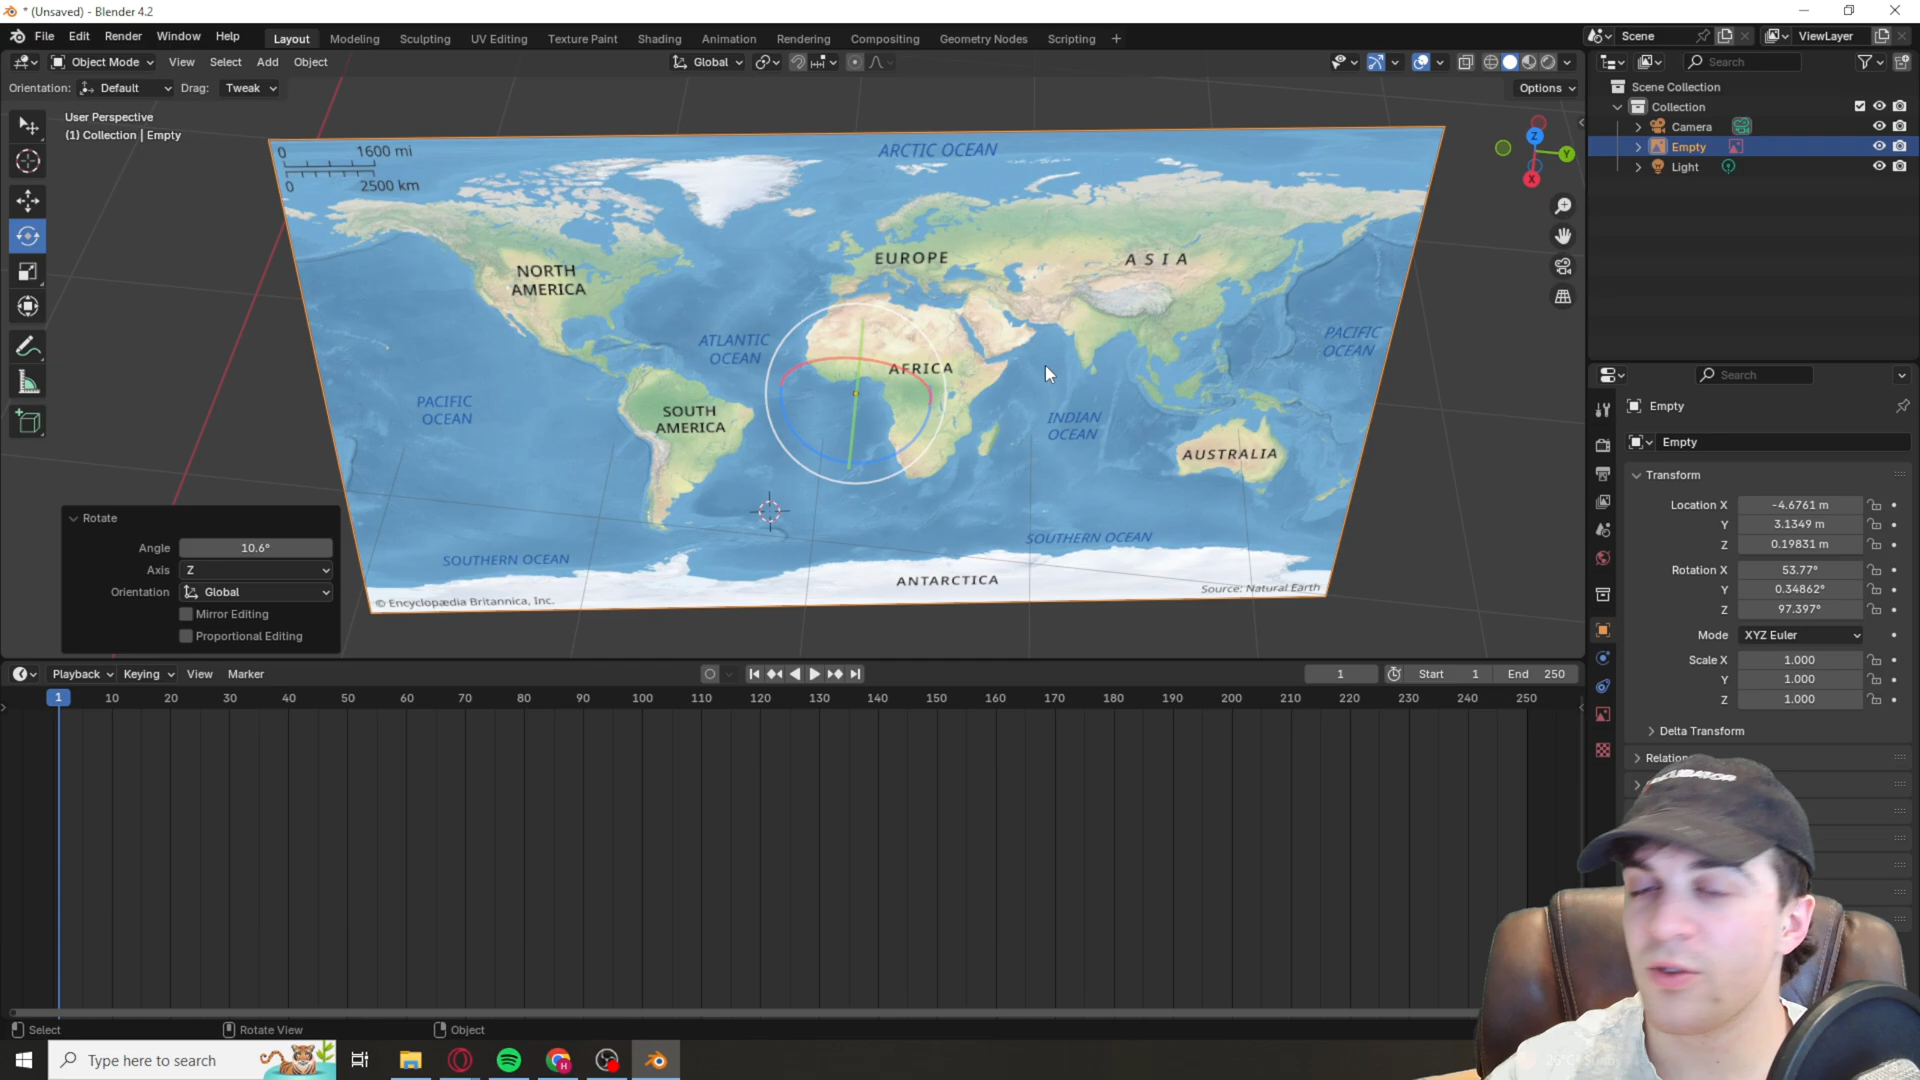 * (Unsaved) - Blender 4.2
File Edit Render Window Help
Layout Modeling Sculpting UV Editing Texture Paint Shading Animation Rendering Compositing Geometry Nodes Scripting +
Scene
ViewLayer
Object Mode View Select Add Object
Global
Search
Orientation: Default Drag: Tweak
Options
Scene Collection
Collection
Camera
Empty
Light
User Perspective
(1) Collection | Empty
Z
Y
X
0 1600 mi
0 2500 km
ARCTIC OCEAN
NORTH
AMERICA
EUROPE
ASIA
ATLANTIC
OCEAN
PACIFIC
OCEAN
AFRICA
PACIFIC
OCEAN
SOUTH
AMERICA
INDIAN
OCEAN
AUSTRALIA
SOUTHERN OCEAN
SOUTHERN OCEAN
ANTARCTICA
© Encyclopædia Britannica, Inc.
Source: Natural Earth
Rotate
Angle 10.6°
Axis Z
Orientation Global
Mirror Editing
Proportional Editing
Search
Empty
Empty
Transform
Location X -4.6761 m
Y 3.1349 m
Z 0.19831 m
Rotation X 53.77°
Y 0.34862°
Z 97.397°
Mode XYZ Euler
Scale X 1.000
Y 1.000
Z 1.000
Delta Transform
Playback Keying View Marker
1
Start 1
End 250
1 10 20 30 40 50 60 70 80 90 100 110 120 130 140 150 160 170 180 190 200 210 220 230 240 250
Select
Rotate View
Object
Type here to search